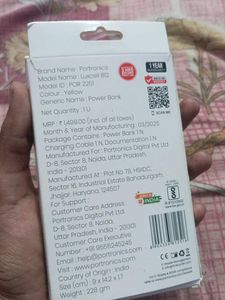 Brand Name : Portronics
Model Name : Luxcell B12
Model ID : POR 2251
Colour : Yellow
Generic Name : Power Bank
Net Quantity : 1 U
MRP : ₹ 1,499.00 (Incl. of all taxes)
Month & Year of Manufactured : 03/2025
Package Contains : Power Bank 1 N,
Charging Cable 1 N, Documentation 1 N
Manufactured For : Portronics Digital Pvt Ltd.
D-8, Sector 8, Noida, Uttar Pradesh,
India - 201301
Manufactured At : Plot No 78, HSIIDC,
Sector 16, Industrial Estate Bahadurgarh,
Jhajjar, Haryana, 124507
For Support :
Customer Care Address
Portronics Digital Pvt Ltd.
D-8, Sector 8, Noida,
Uttar Pradesh, India - 201301
Customer Care Executive
Number : +91 9555245245
Email : help@portronics.com
www.portronics.com
Country of Origin : India
Size (cm) : 9 x 14.2 x 1.7
Weight : 228 gm
1 YEAR
SCAN ME